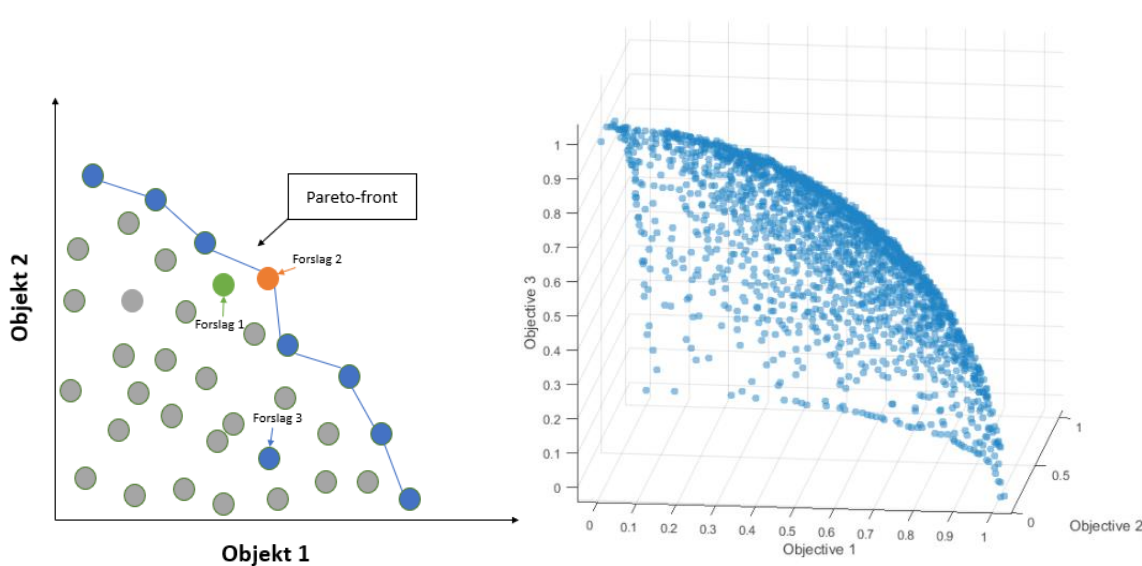 Objekt 2
Pareto-front
Forslag 2
Forslag 1
Forslag 3
Objekt 1
Objective 3
1
0.9
0.8
0.7
0.6
0.5
0.4
0.3
0.2
0.1
0
0 0.1 0.2 0.3 0.4 0.5 0.6 0.7 0.8 0.9 1
Objective 1
0
0.5
1
Objective 2